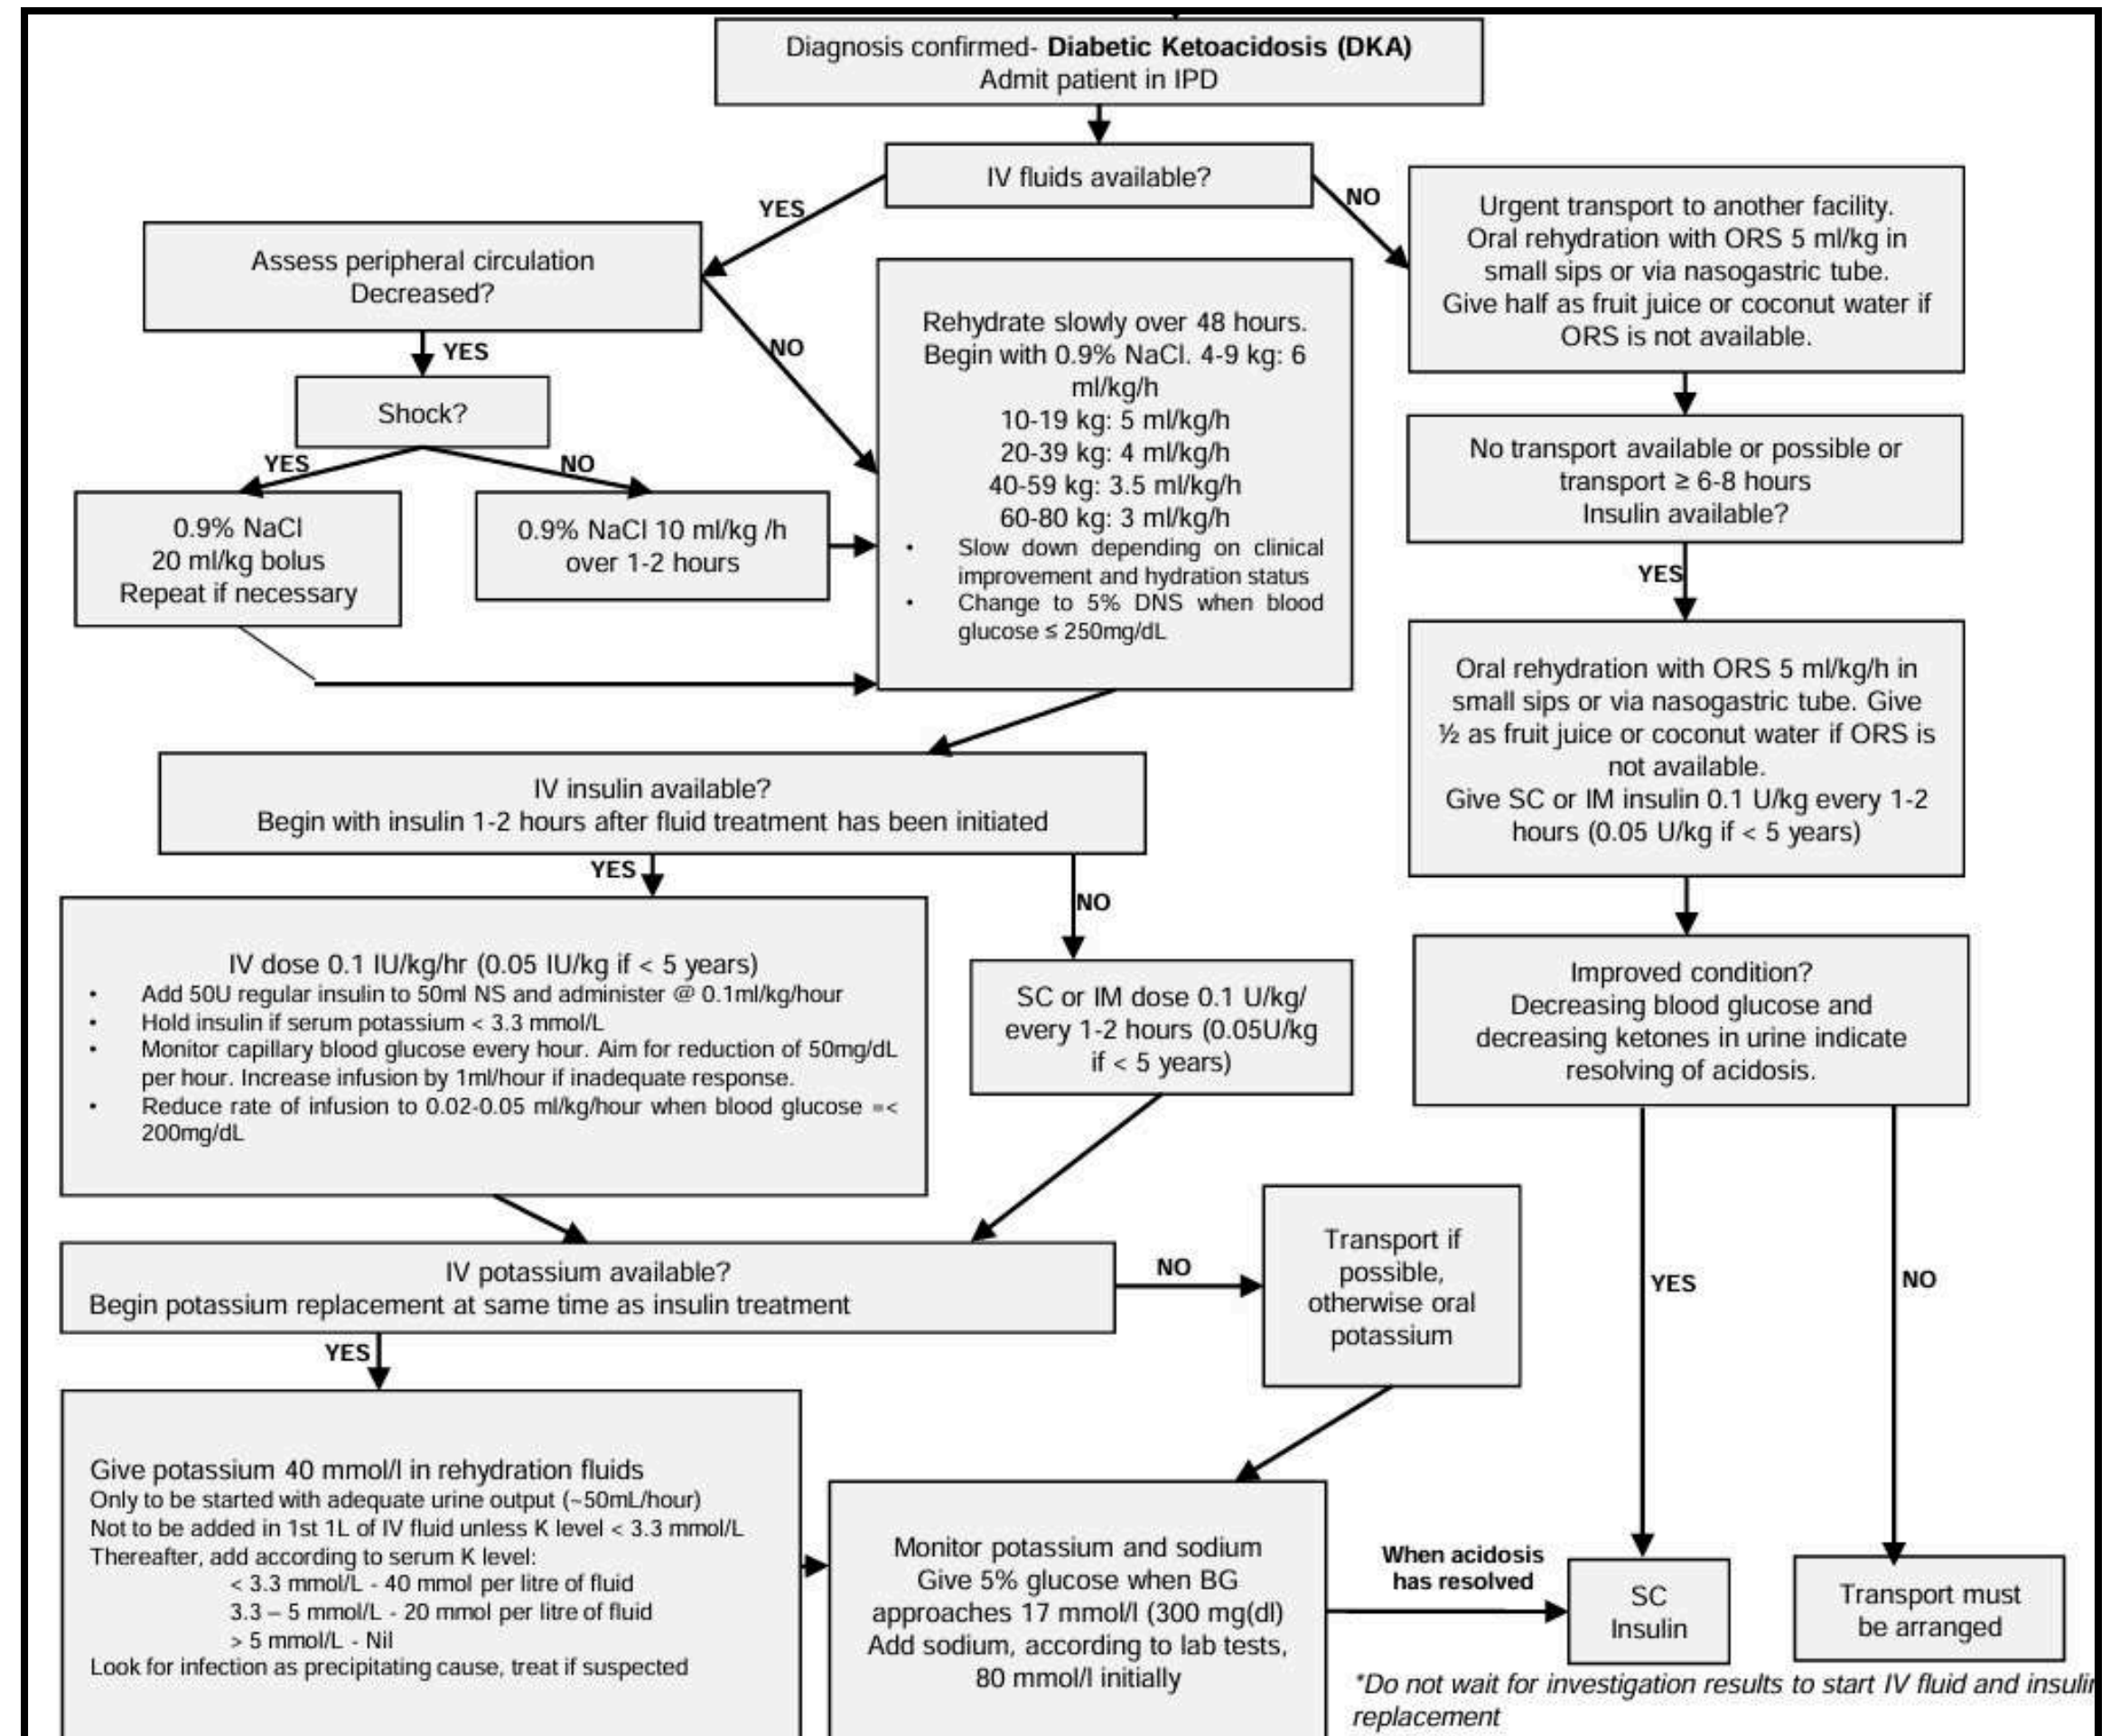 Diagnosis confirmed- Diabetic Ketoacidosis (DKA)
Admit patient in IPD
IV fluids available?
YES
NO
Assess peripheral circulation
Decreased?
YES
NO
Shock?
YES
NO
0.9% NaCl
20 ml/kg bolus
Repeat if necessary
0.9% NaCl 10 ml/kg /h
over 1-2 hours
Rehydrate slowly over 48 hours.
Begin with 0.9% NaCl. 4-9 kg: 6
ml/kg/h
10-19 kg: 5 ml/kg/h
20-39 kg: 4 ml/kg/h
40-59 kg: 3.5 ml/kg/h
60-80 kg: 3 ml/kg/h
• Slow down depending on clinical
improvement and hydration status
• Change to 5% DNS when blood
glucose ≤ 250mg/dL
Urgent transport to another facility.
Oral rehydration with ORS 5 ml/kg in
small sips or via nasogastric tube.
Give half as fruit juice or coconut water if
ORS is not available.
No transport available or possible or
transport ≥ 6-8 hours
Insulin available?
YES
Oral rehydration with ORS 5 ml/kg/h in
small sips or via nasogastric tube. Give
½ as fruit juice or coconut water if ORS is
not available.
Give SC or IM insulin 0.1 U/kg every 1-2
hours (0.05 U/kg if < 5 years)
IV insulin available?
Begin with insulin 1-2 hours after fluid treatment has been initiated
YES
NO
IV dose 0.1 IU/kg/hr (0.05 IU/kg if < 5 years)
• Add 50U regular insulin to 50ml NS and administer @ 0.1ml/kg/hour
• Hold insulin if serum potassium < 3.3 mmol/L
• Monitor capillary blood glucose every hour. Aim for reduction of 50mg/dL
per hour. Increase infusion by 1ml/hour if inadequate response.
• Reduce rate of infusion to 0.02-0.05 ml/kg/hour when blood glucose =<
200mg/dL
SC or IM dose 0.1 U/kg/
every 1-2 hours (0.05U/kg
if < 5 years)
Improved condition?
Decreasing blood glucose and
decreasing ketones in urine indicate
resolving of acidosis.
YES
NO
IV potassium available?
Begin potassium replacement at same time as insulin treatment
NO
YES
Transport if
possible,
otherwise oral
potassium
Give potassium 40 mmol/l in rehydration fluids
Only to be started with adequate urine output (~50mL/hour)
Not to be added in 1st 1L of IV fluid unless K level < 3.3 mmol/L
Thereafter, add according to serum K level:
< 3.3 mmol/L - 40 mmol per litre of fluid
3.3 – 5 mmol/L - 20 mmol per litre of fluid
> 5 mmol/L - Nil
Look for infection as precipitating cause, treat if suspected
Monitor potassium and sodium
Give 5% glucose when BG
approaches 17 mmol/l (300 mg(dl)
Add sodium, according to lab tests,
80 mmol/l initially
When acidosis
has resolved
SC
Insulin
Transport must
be arranged
*Do not wait for investigation results to start IV fluid and insulin
replacement